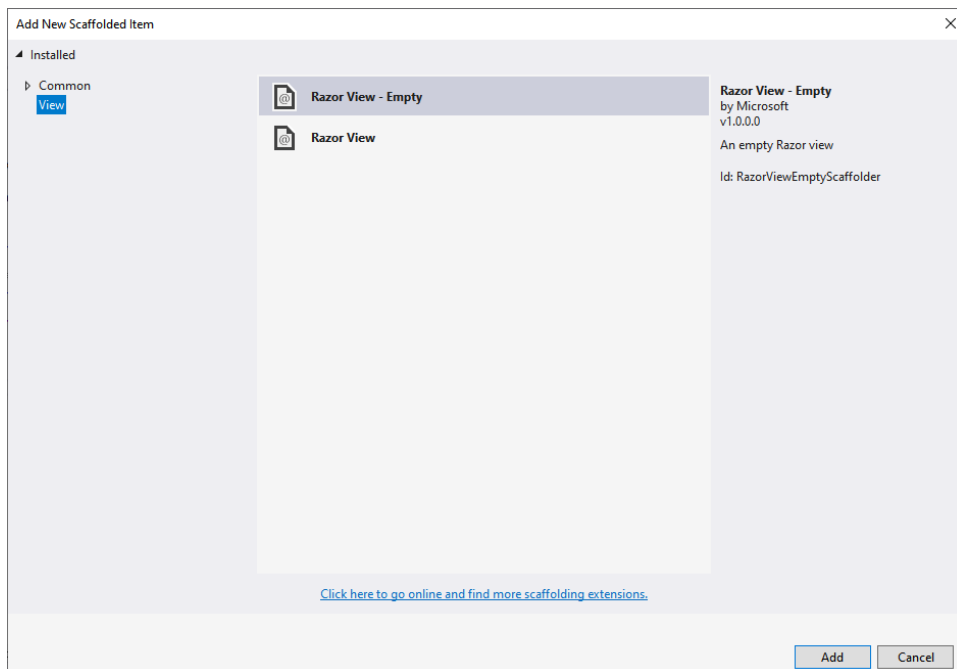 Add New Scaffolded Item
Installed
Common
View
Razor View - Empty
Razor View
Razor View - Empty
by Microsoft
v1.0.0.0
An empty Razor view
Id: RazorViewEmptyScaffolder
Click here to go online and find more scaffolding extensions.
Add
Cancel